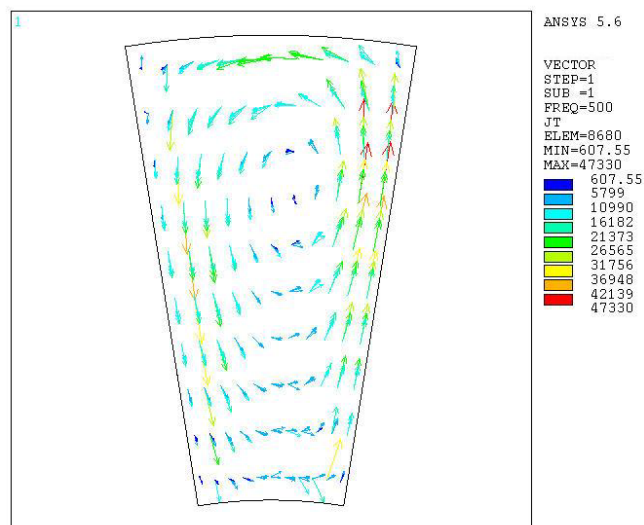 1
ANSYS 5.6
VECTOR
STEP=1
SUB =1
FREQ=500
JT
ELEM=8680
MIN=607.55
MAX=47330
607.55
5799
10990
16182
21373
26565
31756
36948
42139
47330